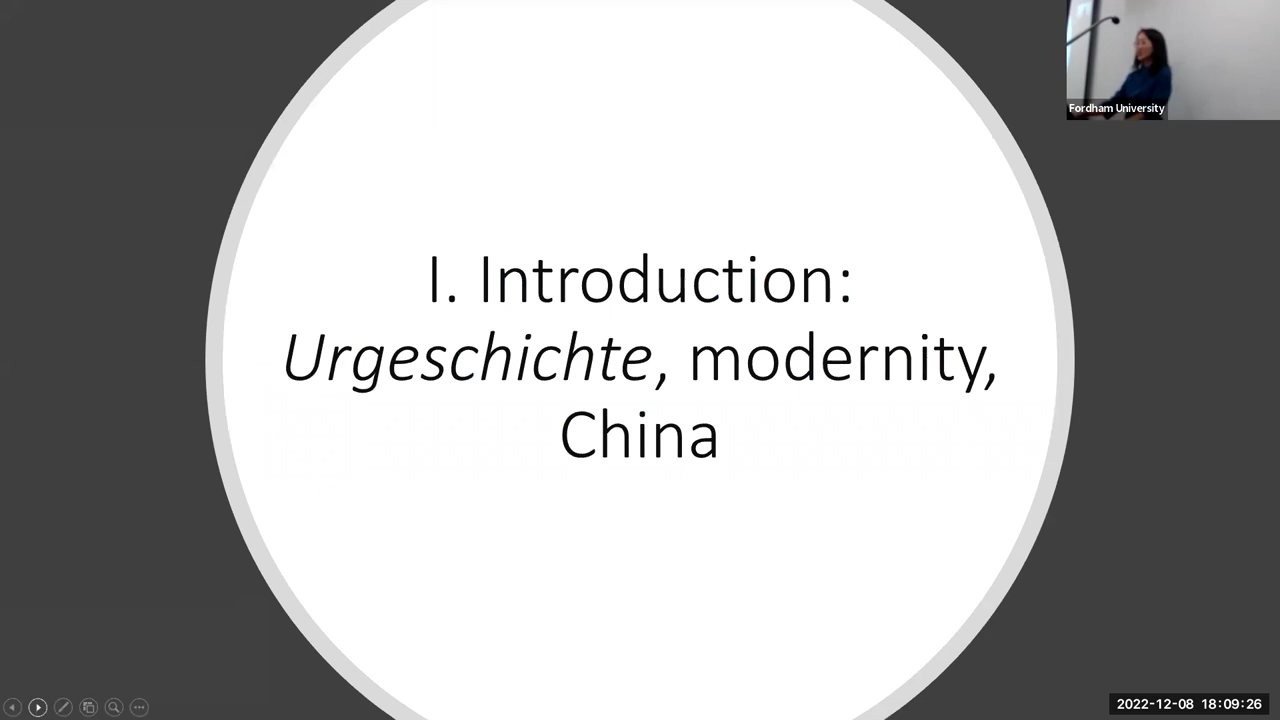 Fordham University
I. Introduction:
Urgeschichte, modernity,
China
2022-12-08 18:09:26